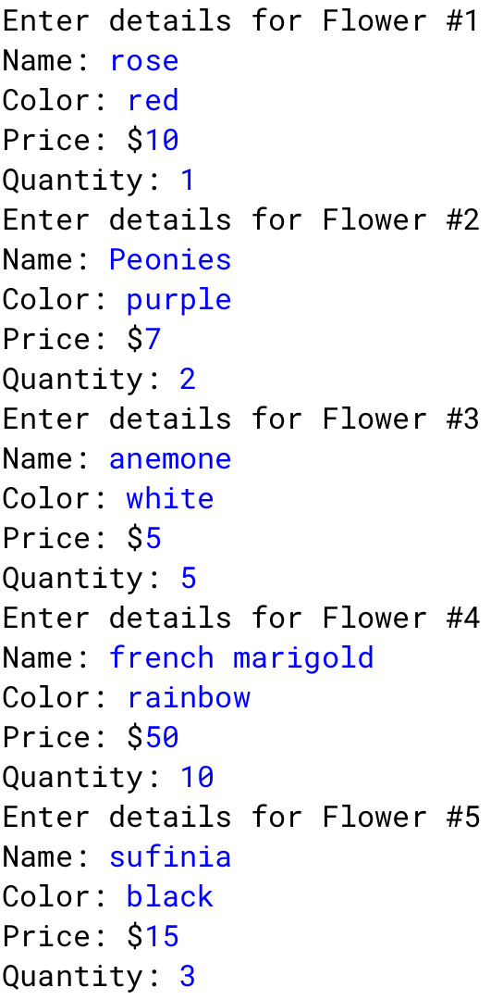 Enter details for Flower #1
Name: rose
Color: red
Price: $10
Quantity: 1
Enter details for Flower #2
Name: Peonies
Color: purple
Price: $7
Quantity: 2
Enter details for Flower #3
Name: anemone
Color: white
Price: $5
Quantity: 5
Enter details for Flower #4
Name: french marigold
Color: rainbow
Price: $50
Quantity: 10
Enter details for Flower #5
Name: sufinia
Color: black
Price: $15
Quantity: 3